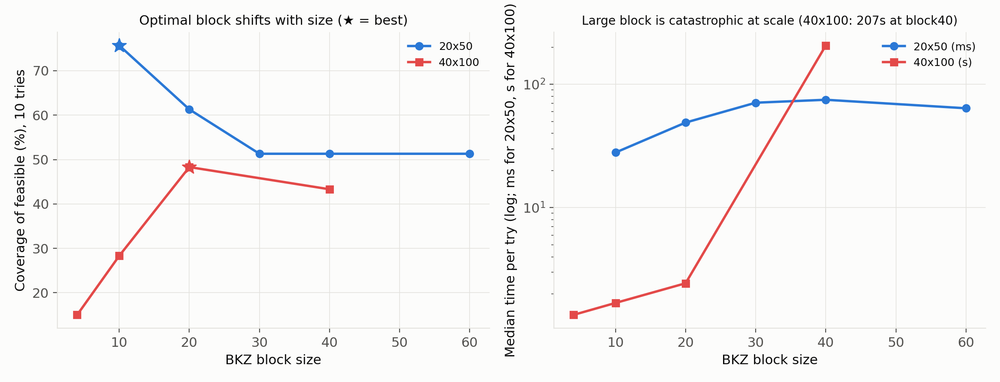 Optimal block shifts with size (★ = best)
Coverage of feasible (%), 10 tries
70
60
50
40
30
20
20x50
40x100
10
20
30
40
50
60
BKZ block size
Large block is catastrophic at scale (40x100: 207s at block40)
Median time per try (log; ms for 20x50, s for 40x100)
10²
10¹
20x50 (ms)
40x100 (s)
10
20
30
40
50
60
BKZ block size